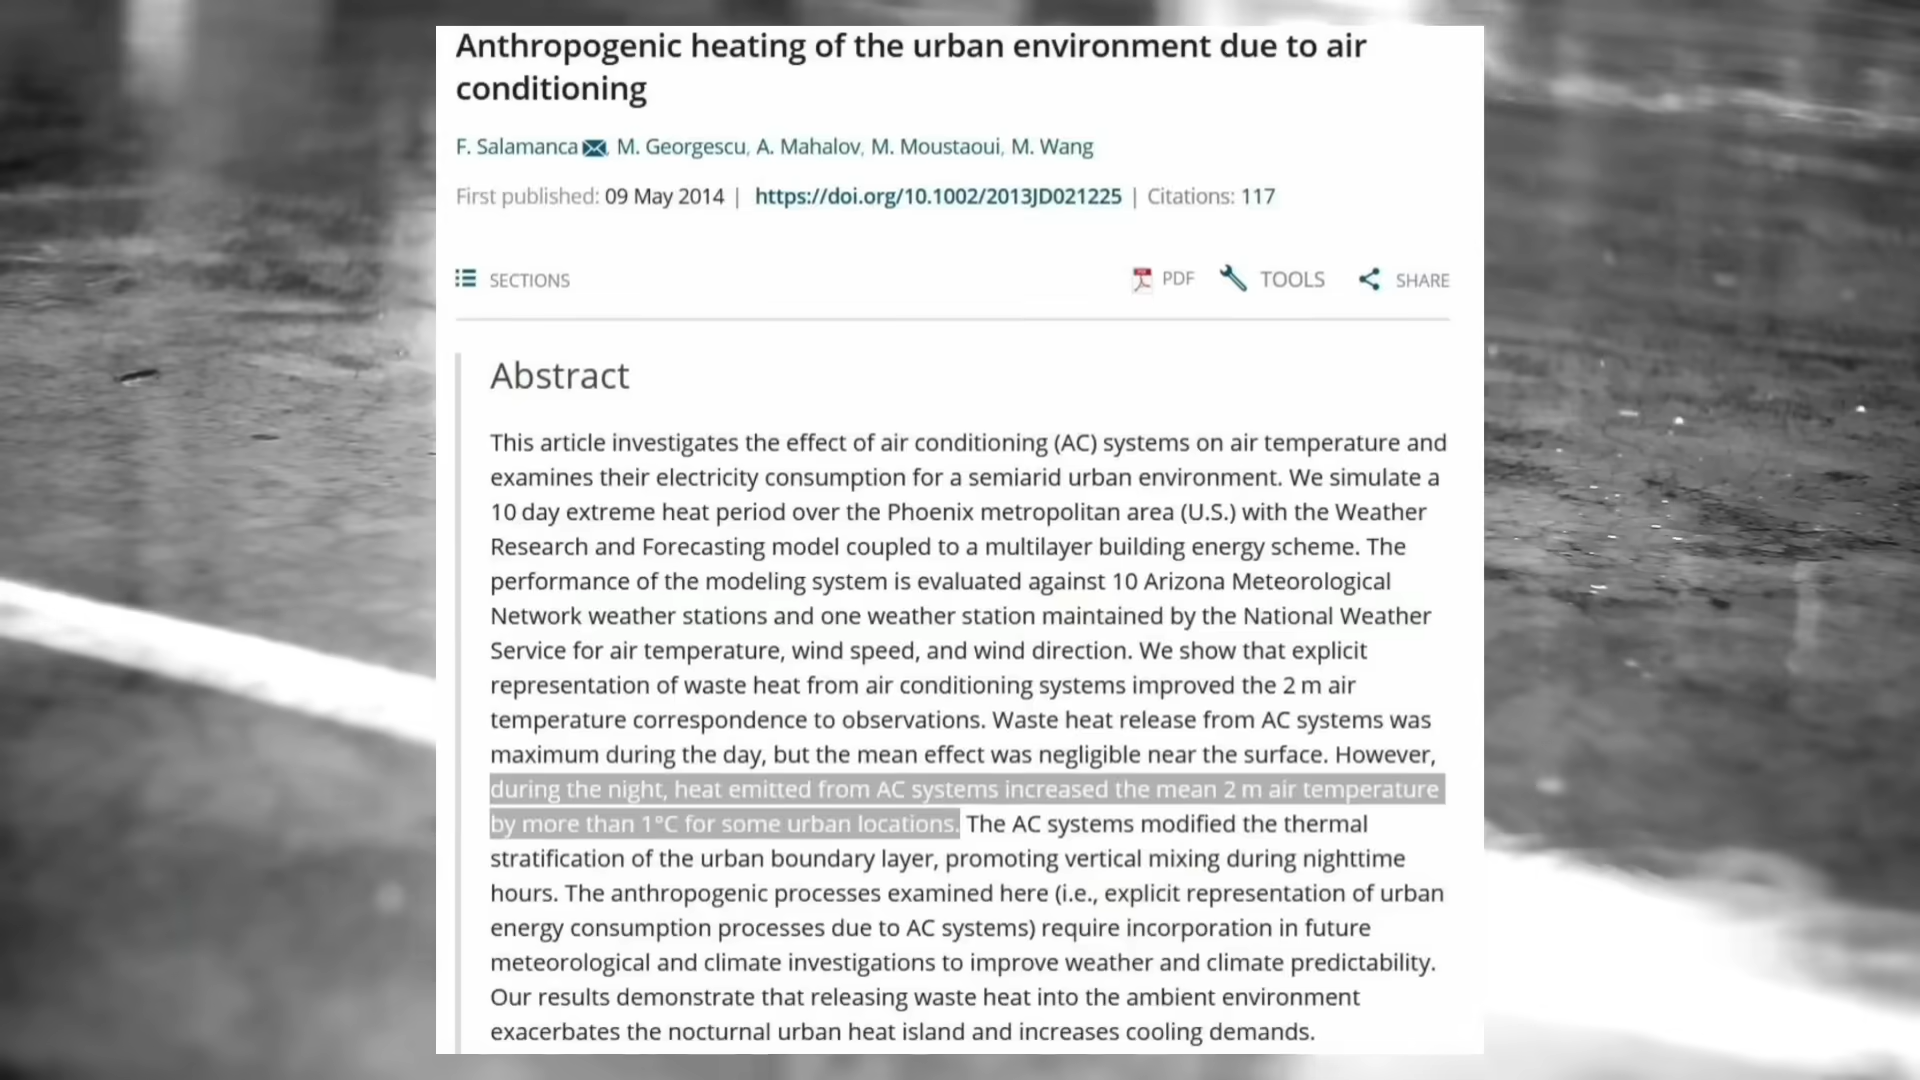 Anthropogenic heating of the urban environment due to air
conditioning
F. Salamanca, M. Georgescu, A. Mahalov, M. Moustaoui, M. Wang
First published: 09 May 2014 | https://doi.org/10.1002/2013JD021225 | Citations: 117
SECTIONS PDF TOOLS SHARE
Abstract
This article investigates the effect of air conditioning (AC) systems on air temperature and
examines their electricity consumption for a semiarid urban environment. We simulate a
10 day extreme heat period over the Phoenix metropolitan area (U.S.) with the Weather
Research and Forecasting model coupled to a multilayer building energy scheme. The
performance of the modeling system is evaluated against 10 Arizona Meteorological
Network weather stations and one weather station maintained by the National Weather
Service for air temperature, wind speed, and wind direction. We show that explicit
representation of waste heat from air conditioning systems improved the 2 m air
temperature correspondence to observations. Waste heat release from AC systems was
maximum during the day, but the mean effect was negligible near the surface. However,
during the night, heat emitted from AC systems increased the mean 2 m air temperature
by more than 1°C for some urban locations. The AC systems modified the thermal
stratification of the urban boundary layer, promoting vertical mixing during nighttime
hours. The anthropogenic processes examined here (i.e., explicit representation of urban
energy consumption processes due to AC systems) require incorporation in future
meteorological and climate investigations to improve weather and climate predictability.
Our results demonstrate that releasing waste heat into the ambient environment
exacerbates the nocturnal urban heat island and increases cooling demands.